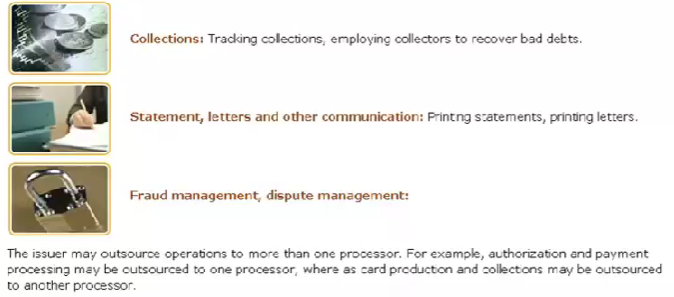 Collections: Tracking collections, employing collectors to recover bad debts.
Statement, letters and other communication: Printing statements, printing letters.
Fraud management, dispute management:
The issuer may outsource operations to more than one processor. For example, authorization and payment
processing may be outsourced to one processor, where as card production and collections may be outsourced
to another processor.